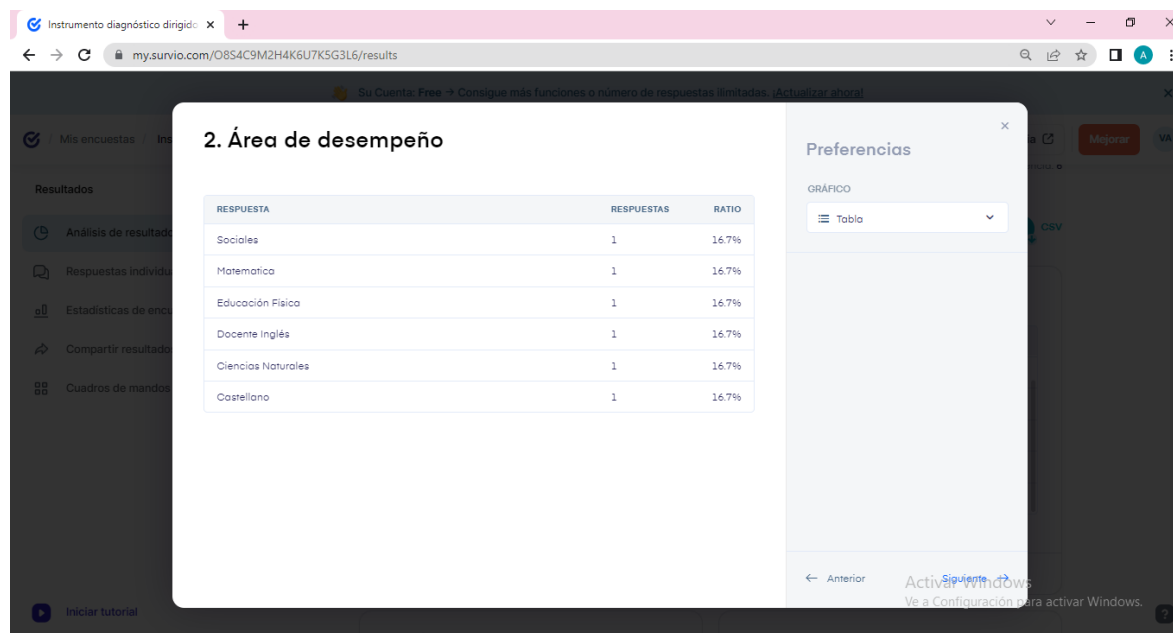 Instrumento diagnóstico dirigido
my.survio.com/O8S4C9M2H4K6U7K5G3L6/results
A
Su Cuenta: Free → Consigue más funciones o número de respuestas ilimitadas. ¡Actualizar ahora!
/ Mis encuestas / Ins
Mejorar
VA
Resultados
Análisis de resultado
Respuestas individu
Estadísticas de encu
Compartir resultado
Cuadros de mandos
Iniciar tutorial
CSV
2. Área de desempeño
RESPUESTA RESPUESTAS RATIO
Sociales 1 16.7%
Matematica 1 16.7%
Educación Física 1 16.7%
Docente Inglés 1 16.7%
Ciencias Naturales 1 16.7%
Castellano 1 16.7%
Preferencias
GRÁFICO
Tabla
← Anterior
Siguiente →
Activar Windows
Ve a Configuración para activar Windows.